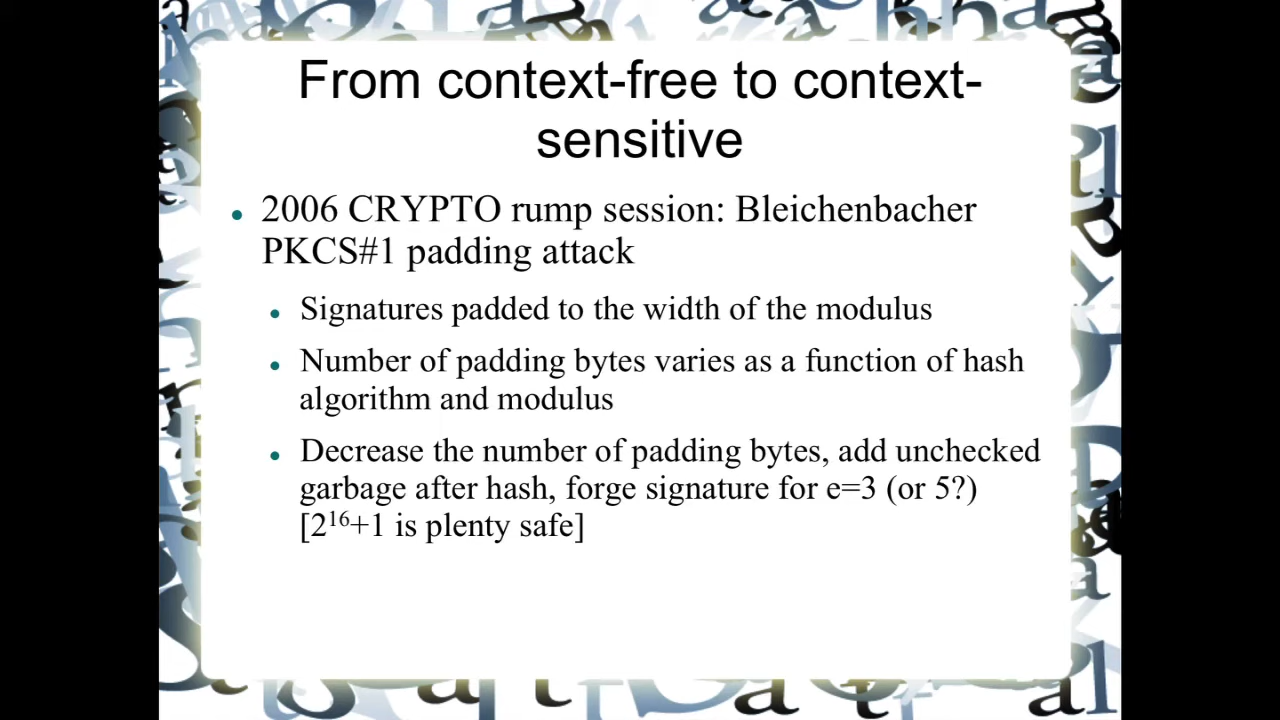 From context-free to context-
sensitive
• 2006 CRYPTO rump session: Bleichenbacher
PKCS#1 padding attack
• Signatures padded to the width of the modulus
• Number of padding bytes varies as a function of hash
algorithm and modulus
• Decrease the number of padding bytes, add unchecked
garbage after hash, forge signature for e=3 (or 5?)
[2¹⁶+1 is plenty safe]